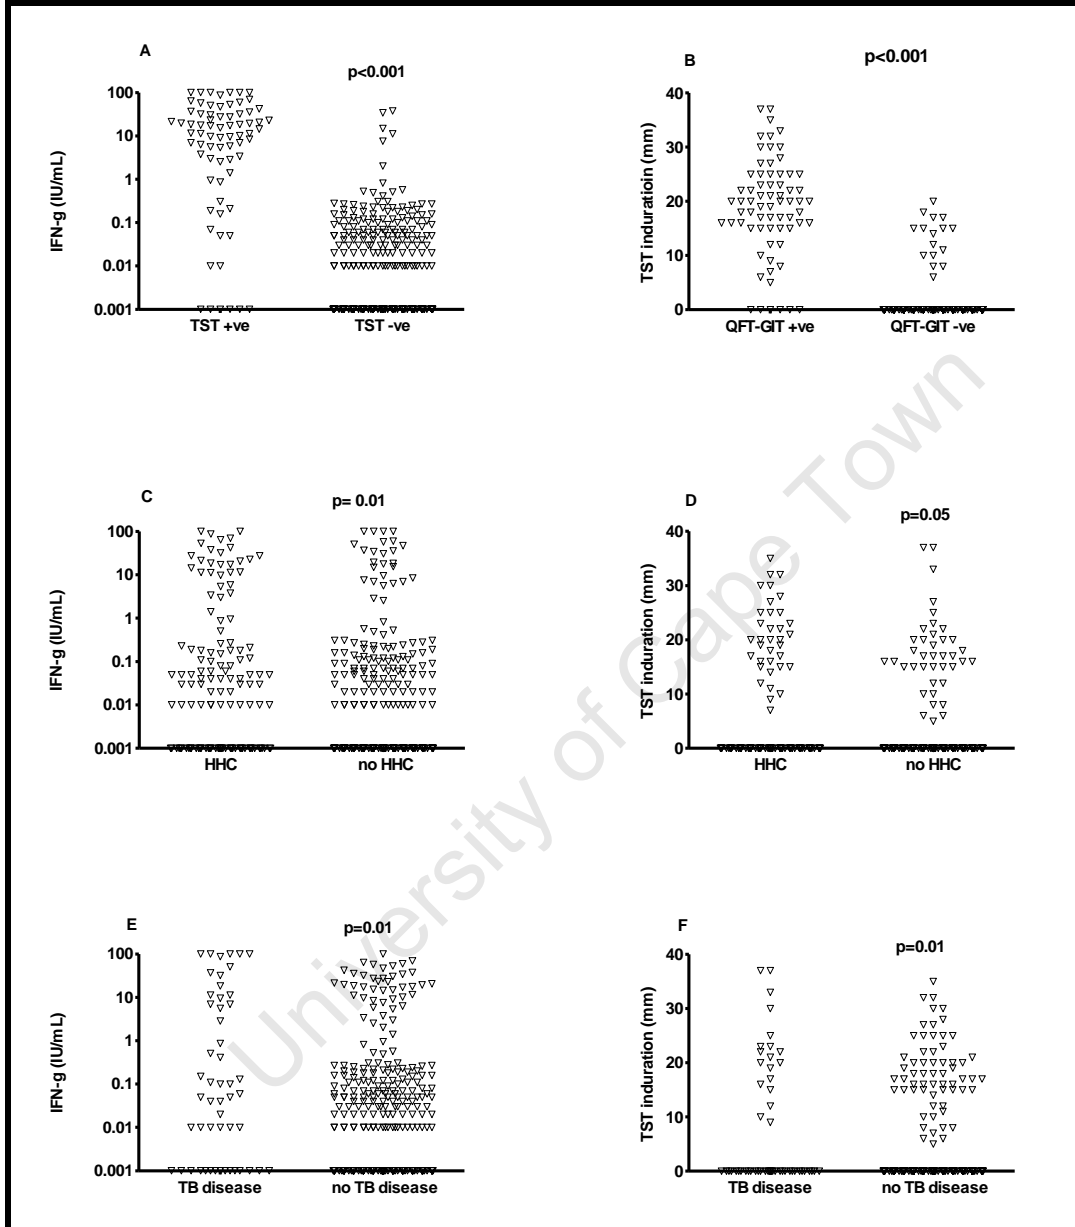 A
p<0.001
IFN-g (IU/mL)
100
10
1
0.1
0.01
0.001
TST +ve
TST -ve
B
p<0.001
TST induratioin (mm)
40
30
20
10
0
QFT-GIT +ve
QFT-GIT -ve
C
p= 0.01
IFN-g (IU/mL)
100
10
1
0.1
0.01
0.001
HHC
no HHC
D
p=0.05
TST induration (mm)
40
30
20
10
0
HHC
no HHC
E
p=0.01
IFN-g (IU/mL)
100
10
1
0.1
0.01
0.001
TB disease
no TB disease
F
p=0.01
TST induration (mm)
40
30
20
10
0
TB disease
no TB disease
University of Cape Town